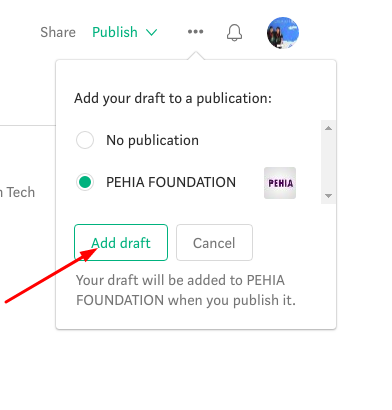 Share Publish
Add your draft to a publication:
No publication
PEHIA FOUNDATION PEHIA
n Tech
Add draft Cancel
Your draft will be added to PEHIA
FOUNDATION when you publish it.